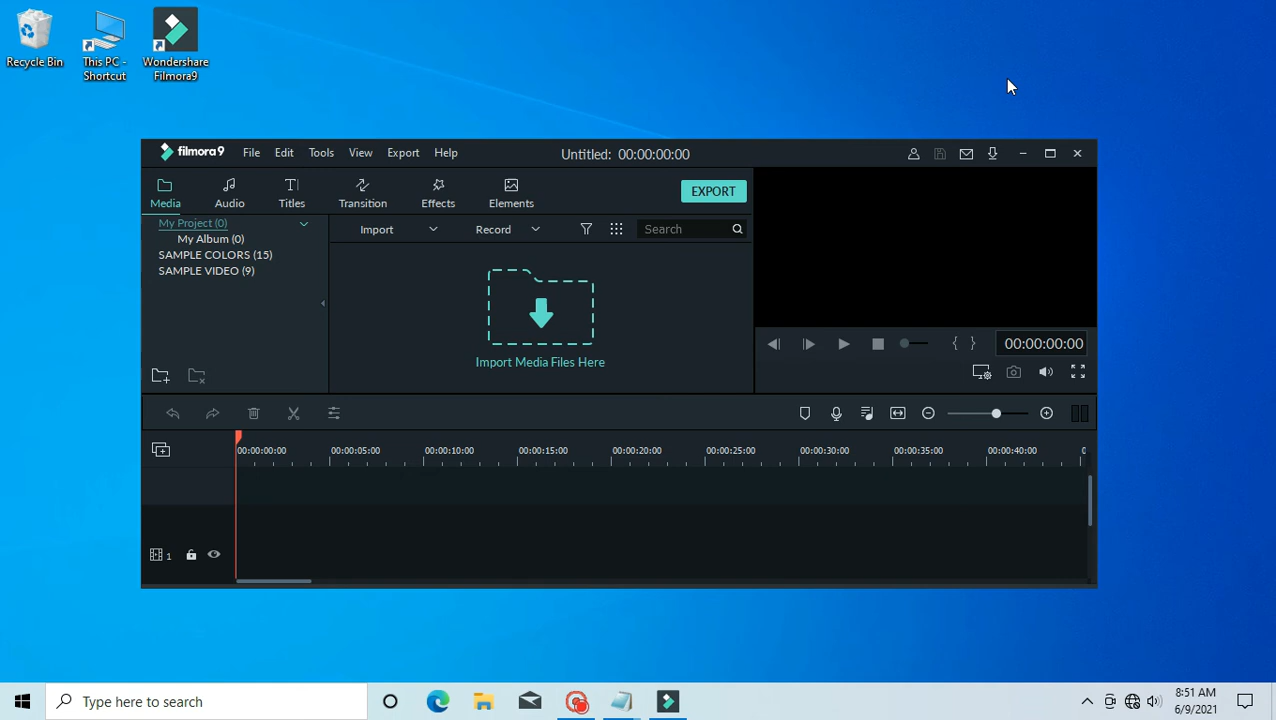 Recycle Bin
This PC -
Shortcut
Wondershare
Filmora9
filmora9 File Edit Tools View Export Help Untitled: 00:00:00:00
Media Audio Titles Transition Effects Elements EXPORT
My Project (0)
My Album (0)
SAMPLE COLORS (15)
SAMPLE VIDEO (9)
Import Record Search
Import Media Files Here
00:00:00:00
00:00:00:00 00:00:05:00 00:00:10:00 00:00:15:00 00:00:20:00 00:00:25:00 00:00:30:00 00:00:35:00 00:00:40:00
1
Type here to search
8:51 AM
6/9/2021